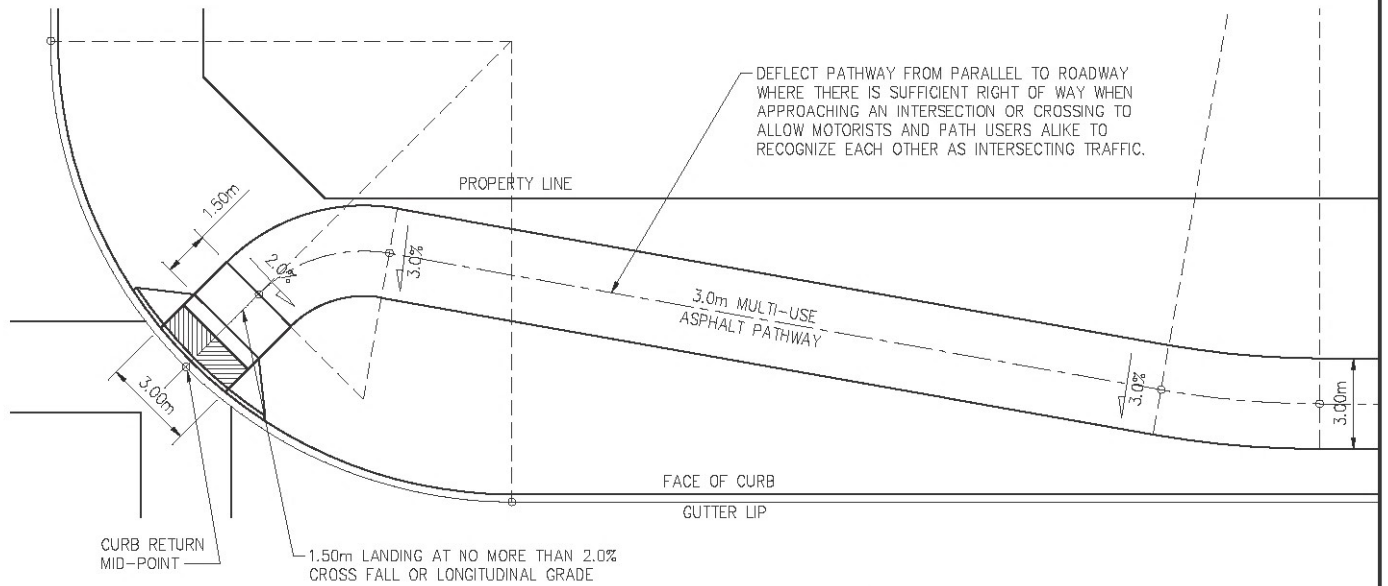 DEFLECT PATHWAY FROM PARALLEL TO ROADWAY
WHERE THERE IS SUFFICIENT RIGHT OF WAY WHEN
APPROACHING AN INTERSECTION OR CROSSING TO
ALLOW MOTORISTS AND PATH USERS ALIKE TO
RECOGNIZE EACH OTHER AS INTERSECTING TRAFFIC.
PROPERTY LINE
1.50m
2.0%
3.0%
3.0m MULTI-USE
ASPHALT PATHWAY
3.0%
3.00m
3.00m
FACE OF CURB
GUTTER LIP
CURB RETURN
MID-POINT
1.50m LANDING AT NO MORE THAN 2.0%
CROSS FALL OR LONGITUDINAL GRADE